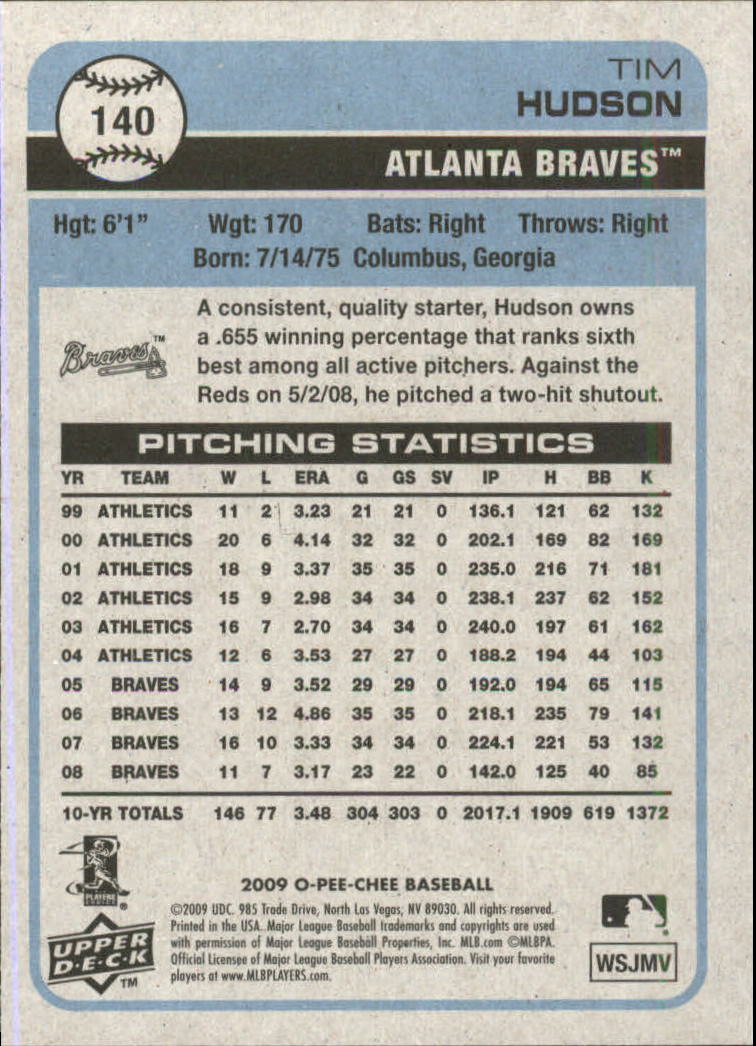 140
TIM
HUDSON
ATLANTA BRAVES™
Hgt: 6'1" Wgt: 170 Bats: Right Throws: Right
Born: 7/14/75 Columbus, Georgia
Braves™
A consistent, quality starter, Hudson owns
a .655 winning percentage that ranks sixth
best among all active pitchers. Against the
Reds on 5/2/08, he pitched a two-hit shutout.
PITCHING STATISTICS
YR TEAM W L ERA G GS SV IP H BB K
99 ATHLETICS 11 2 3.23 21 21 0 136.1 121 62 132
00 ATHLETICS 20 6 4.14 32 32 0 202.1 169 82 169
01 ATHLETICS 18 9 3.37 35 35 0 235.0 216 71 181
02 ATHLETICS 15 9 2.98 34 34 0 238.1 237 62 152
03 ATHLETICS 16 7 2.70 34 34 0 240.0 197 61 162
04 ATHLETICS 12 6 3.53 27 27 0 188.2 194 44 103
05 BRAVES 14 9 3.52 29 29 0 192.0 194 65 115
06 BRAVES 13 12 4.86 35 35 0 218.1 235 79 141
07 BRAVES 16 10 3.33 34 34 0 224.1 221 53 132
08 BRAVES 11 7 3.17 23 22 0 142.0 125 40 85
10-YR TOTALS 146 77 3.48 304 303 0 2017.1 1909 619 1372
PLAYERS
CHOICE
®
2009 O-PEE-CHEE BASEBALL
©2009 UDC. 985 Trade Drive, North Las Vegas, NV 89030. All rights reserved.
Printed in the USA. Major League Baseball trademarks and copyrights are used
with permission of Major League Baseball Properties, Inc. MLB.com ©MLBPA.
Official Licensee of Major League Baseball Players Association. Visit your favorite
players at www.MLBPLAYERS.com.
UPPER
D·E·C·K
™
®
WSJMV